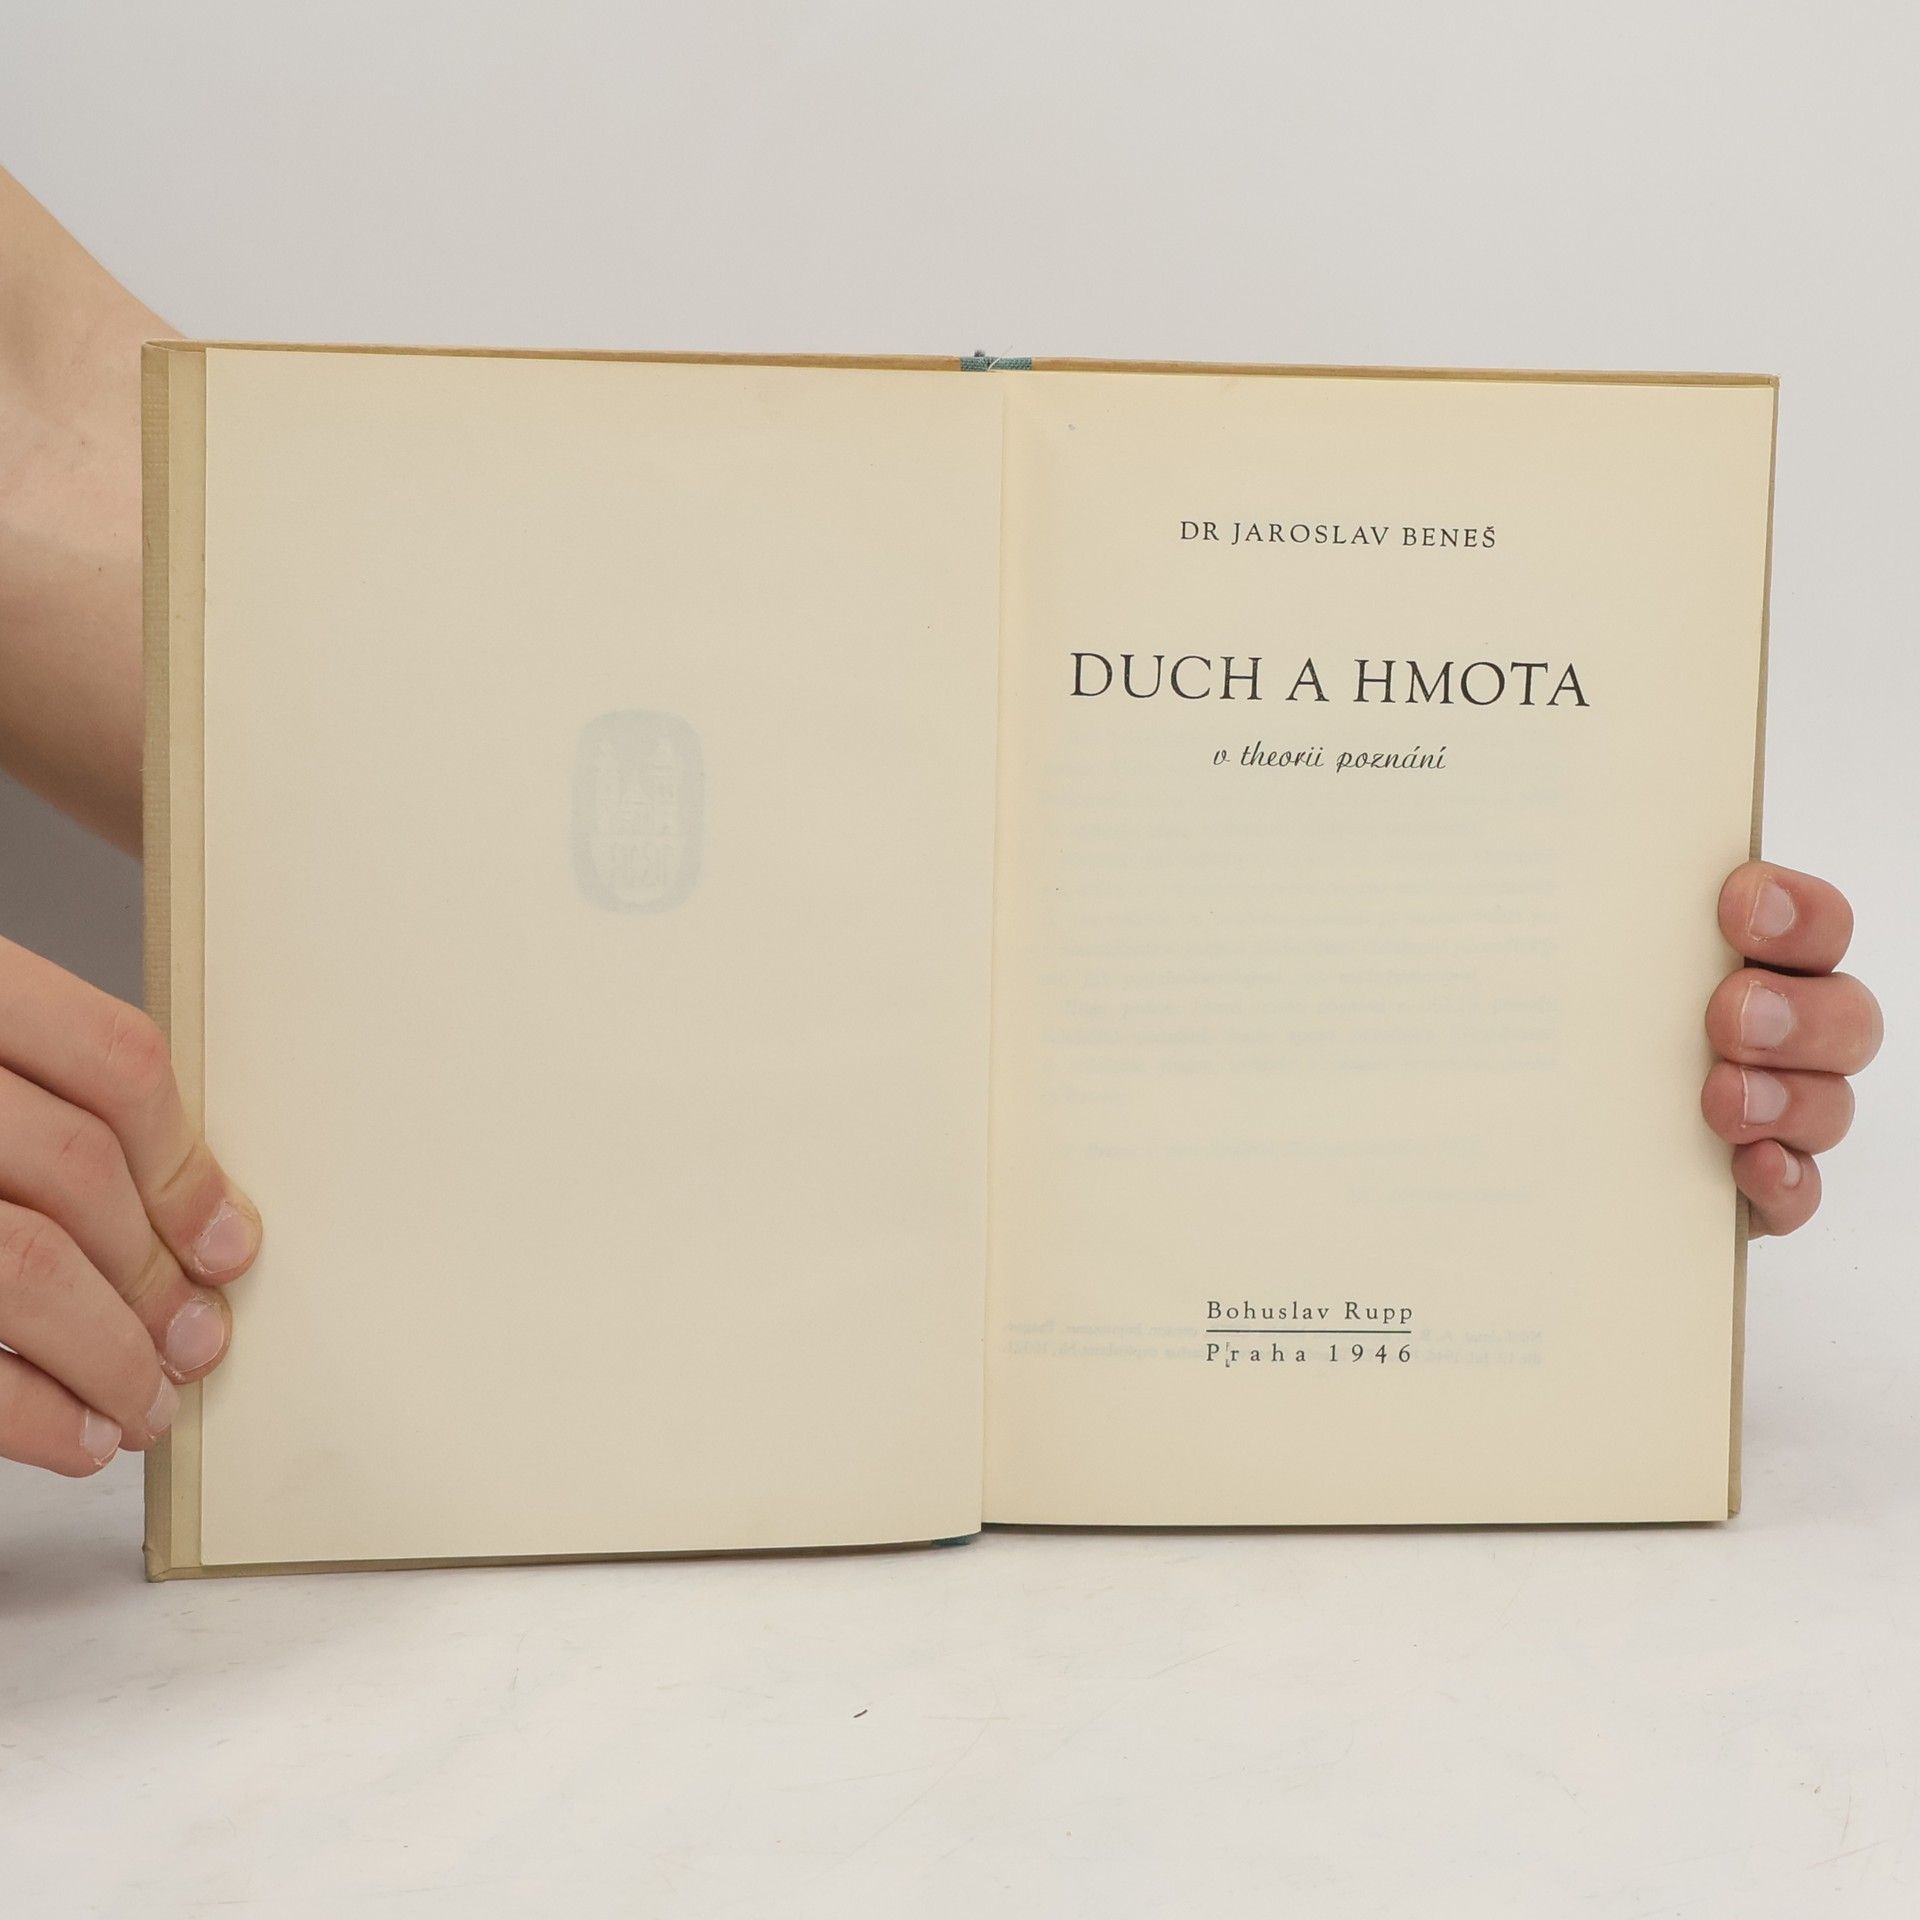 DR JAROSLAV BENEŠ
DUCH A HMOTA
v theorii poznání
Bohuslav Rupp
Praha 1946